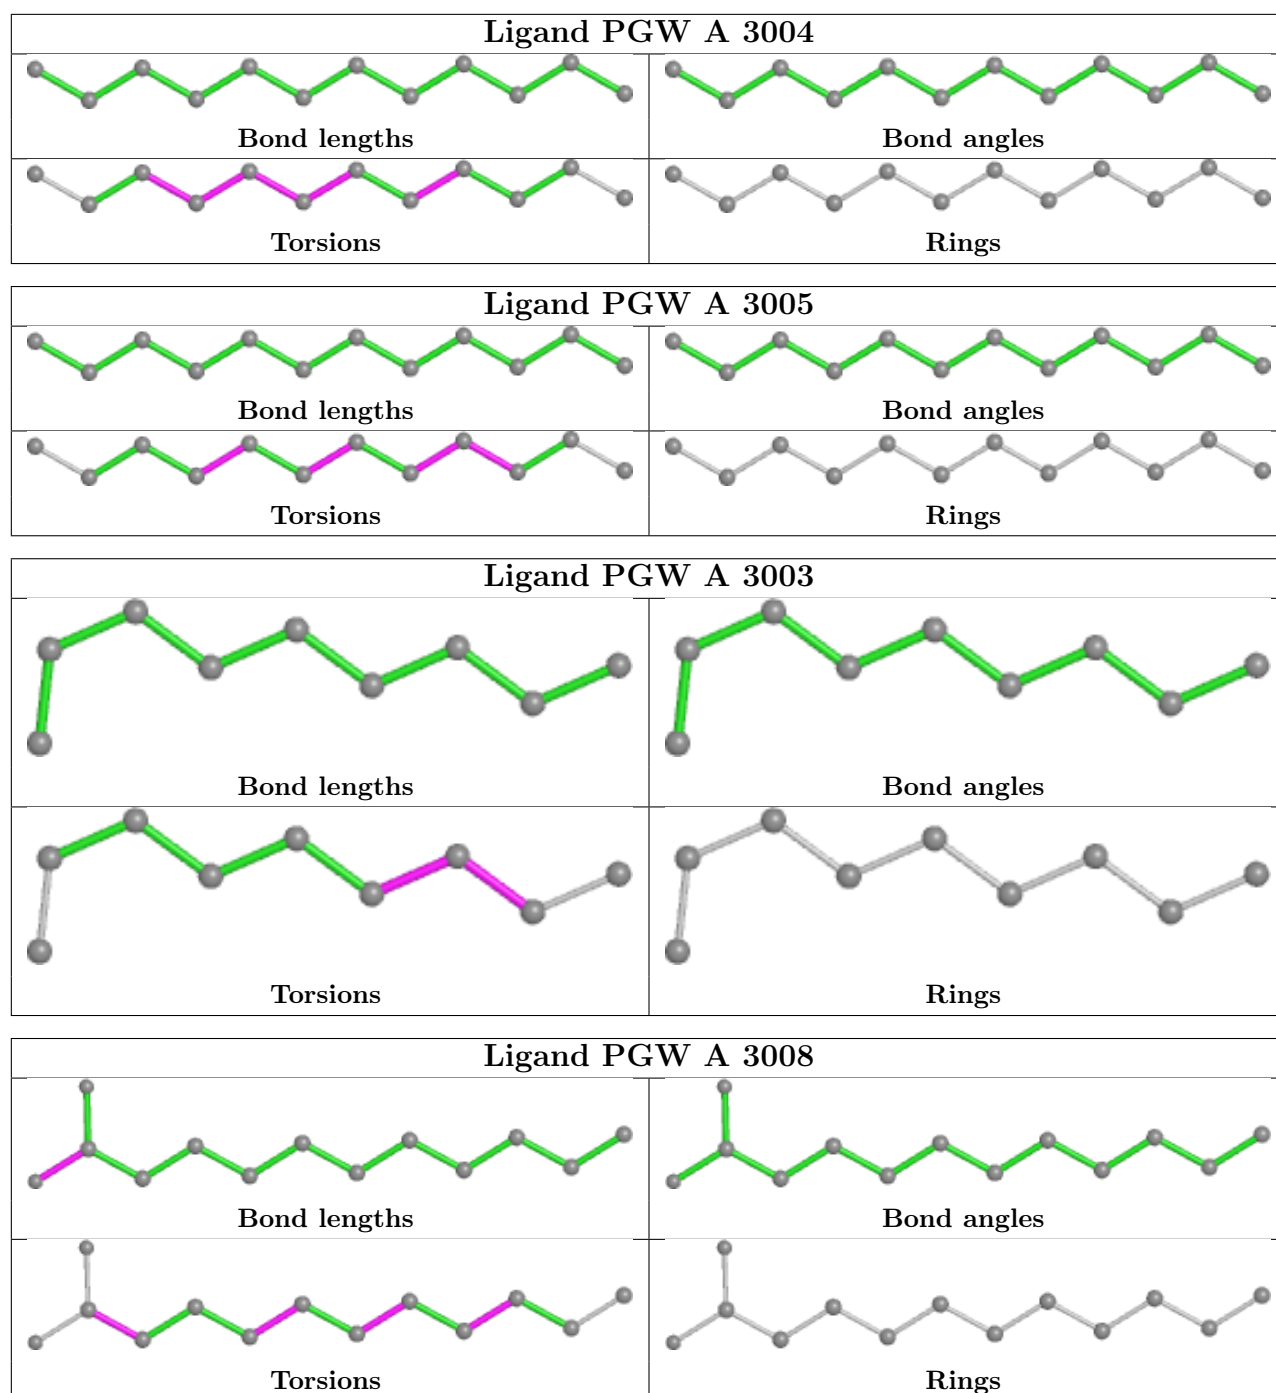 Ligand PGW A 3004
Bond lengths Bond angles
Torsions Rings
Ligand PGW A 3005
Bond lengths Bond angles
Torsions Rings
Ligand PGW A 3003
Bond lengths Bond angles
Torsions Rings
Ligand PGW A 3008
Bond lengths Bond angles
Torsions Rings